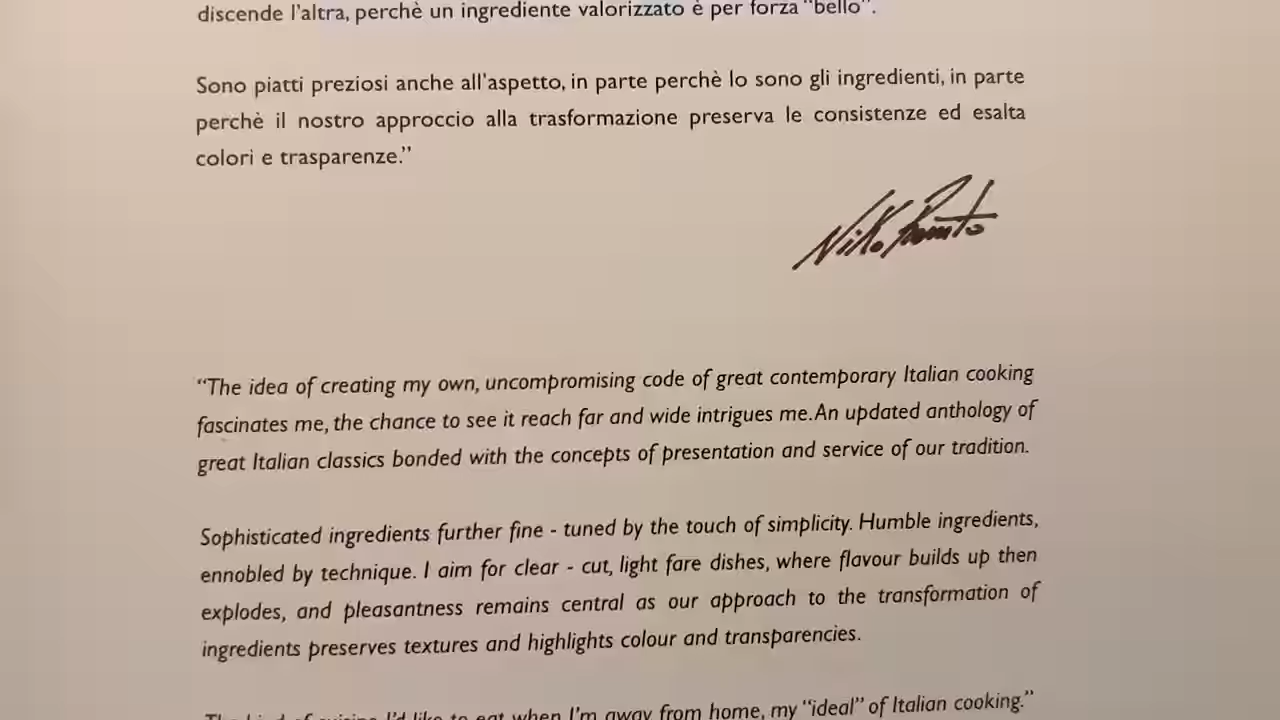 discende l'altra, perchè un ingrediente valorizzato è per forza "bello".
Sono piatti preziosi anche all'aspetto, in parte perchè lo sono gli ingredienti, in parte
perchè il nostro approccio alla trasformazione preserva le consistenze ed esalta
colori e trasparenze."
Niko Romito
"The idea of creating my own, uncompromising code of great contemporary Italian cooking
fascinates me, the chance to see it reach far and wide intrigues me.An updated anthology of
great Italian classics bonded with the concepts of presentation and service of our tradition.
Sophisticated ingredients further fine - tuned by the touch of simplicity. Humble ingredients,
ennobled by technique. I aim for clear - cut, light fare dishes, where flavour builds up then
explodes, and pleasantness remains central as our approach to the transformation of
ingredients preserves textures and highlights colour and transparencies.
The kind of cuisine I'd like to eat when I'm away from home, my "ideal" of Italian cooking."